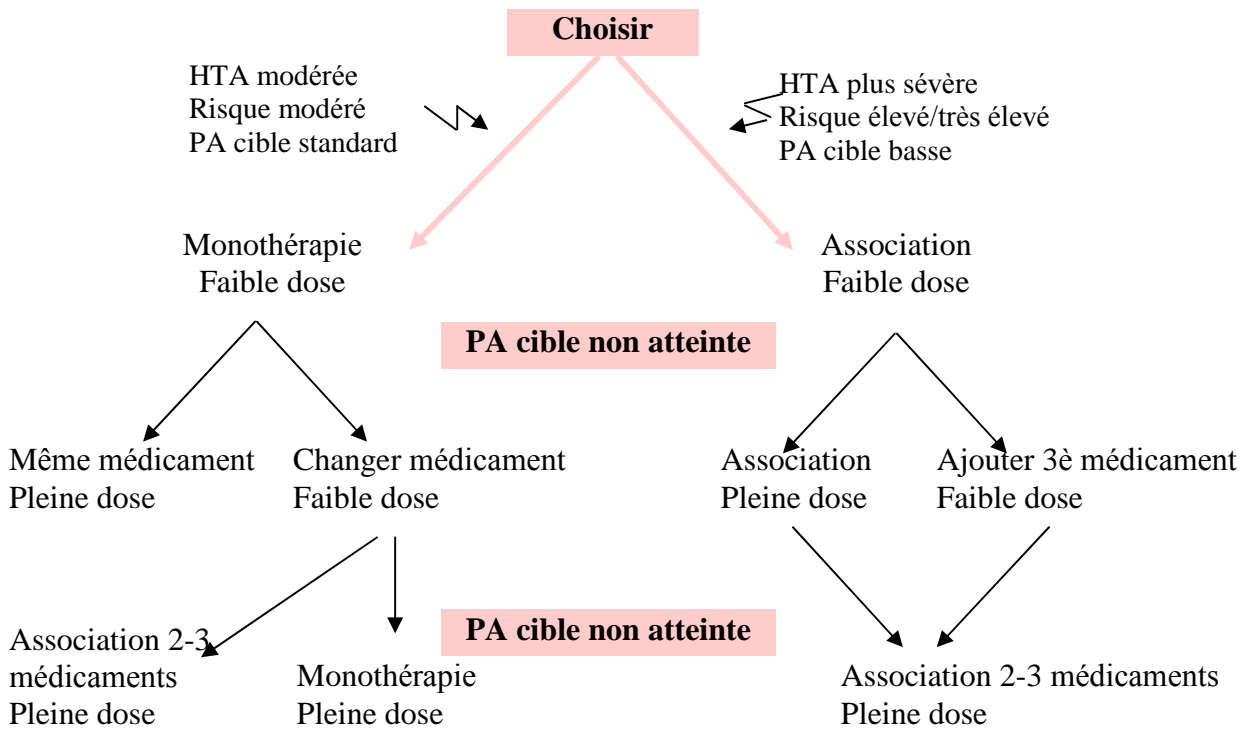 Choisir
HTA modérée
Risque modéré
PA cible standard
HTA plus sévère
Risque élevé/très élevé
PA cible basse
Monothérapie
Faible dose
Association
Faible dose
PA cible non atteinte
Même médicament
Pleine dose
Changer médicament
Faible dose
Association
Pleine dose
Ajouter 3è médicament
Faible dose
PA cible non atteinte
Association 2-3
médicaments
Pleine dose
Monothérapie
Pleine dose
Association 2-3 médicaments
Pleine dose